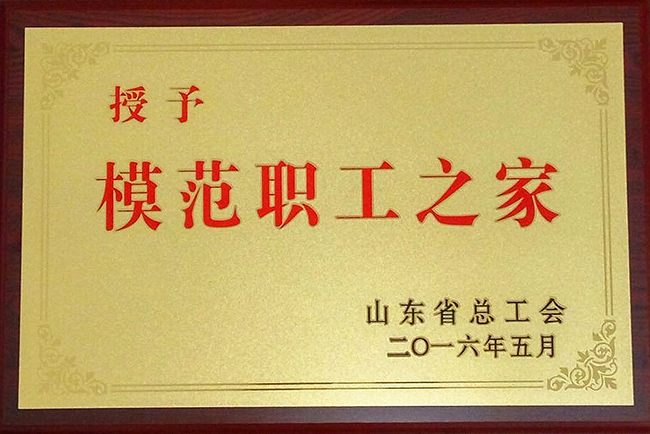 授予
模范职工之家
山东省总工会
二〇一六年五月